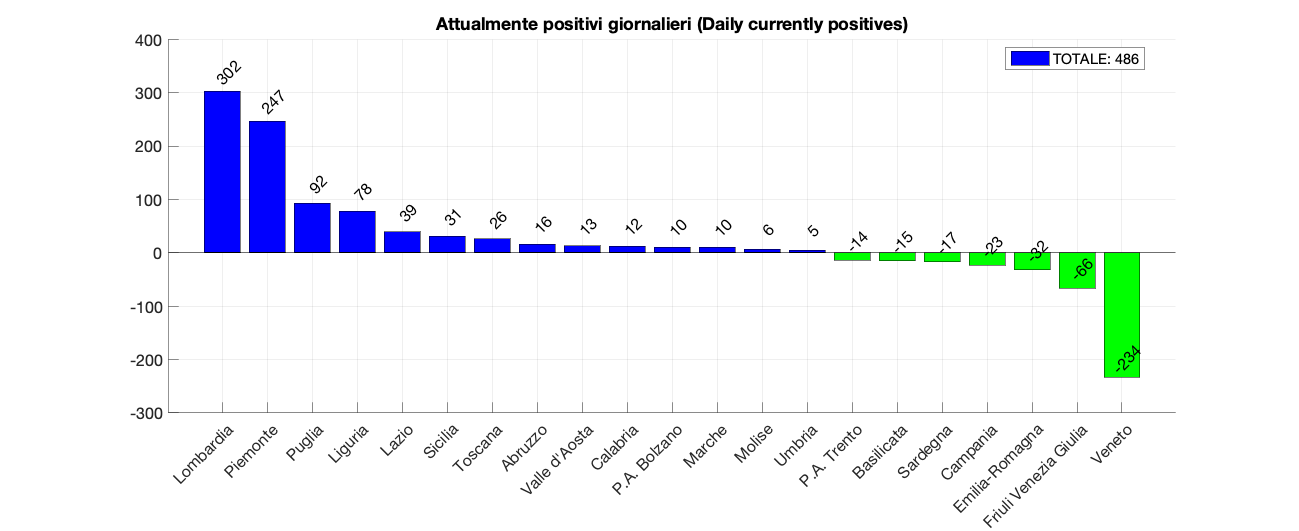 Attualmente positivi giornalieri (Daily currently positives)
TOTALE: 486
400
300
200
100
0
-100
-200
-300
302
247
92
78
39
31
26
16
13
12
10
10
6
5
-14
-15
-17
-23
-32
-66
-234
Lombardia
Piemonte
Puglia
Liguria
Lazio
Sicilia
Toscana
Abruzzo
Valle d'Aosta
Calabria
P.A. Bolzano
Marche
Molise
Umbria
P.A. Trento
Basilicata
Sardegna
Campania
Emilia-Romagna
Friuli Venezia Giulia
Veneto